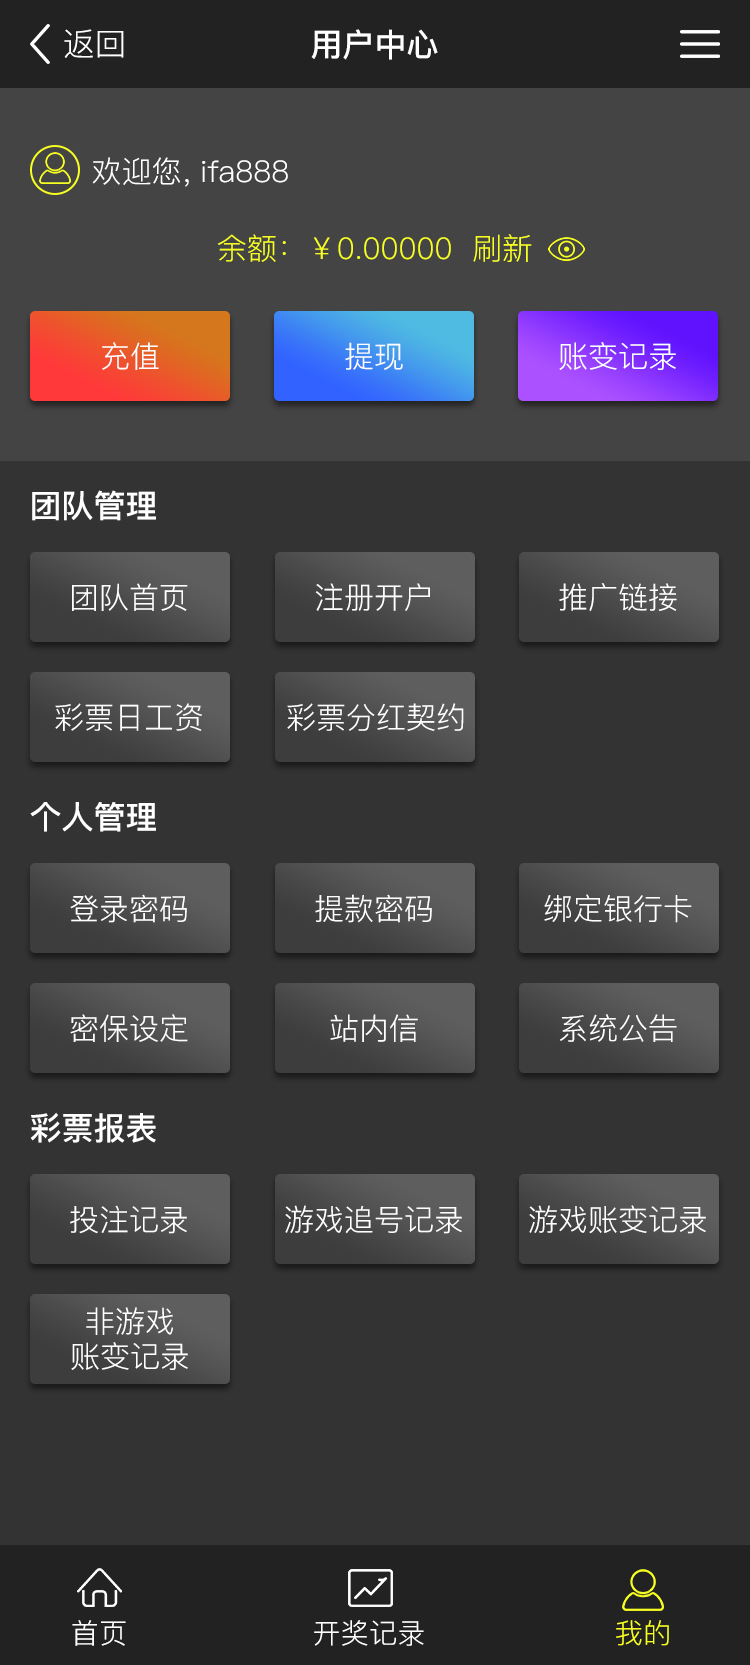 返回
用户中心
欢迎您, ifa888
余额: ¥0.00000 刷新
充值
提现
账变记录
团队管理
团队首页
注册开户
推广链接
彩票日工资
彩票分红契约
个人管理
登录密码
提款密码
绑定银行卡
密保设定
站内信
系统公告
彩票报表
投注记录
游戏追号记录
游戏账变记录
非游戏
账变记录
首页
开奖记录
我的